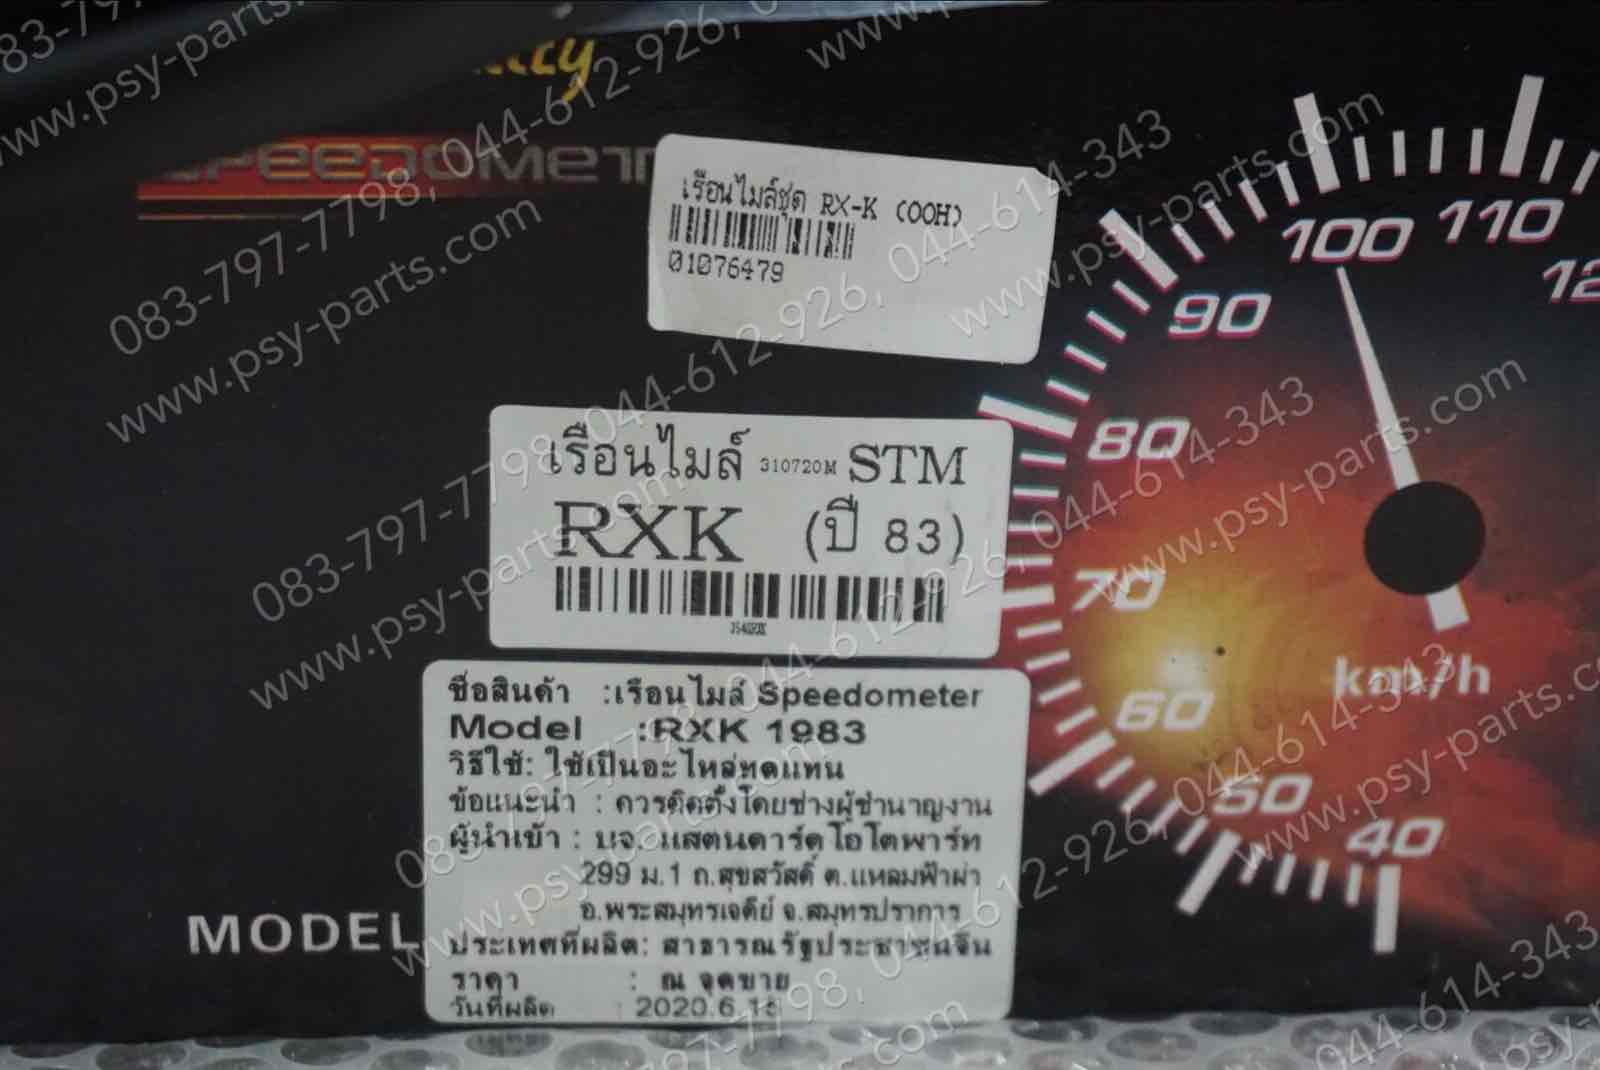 SPEEDOMET
เรือนไมล์ชุด RX-K (OOH)
01076479
เรือนไมล์ 310720M STM
RXK (ปี 83)
ชื่อสินค้า :เรือนไมล์ Speedometer
Model :RXK 1983
วิธีใช้: ใช้เป็นอะไหล่ทดแทน
ข้อแนะนำ : ควรติดตั้งโดยช่างผู้ชำนาญงาน
ผู้นำเข้า : บจ. แสตนดาร์ดโอโตพาร์ท
299 ม.1 ถ.สุขสวัสดิ์ ต.แหลมฟ้าผ่า
อ.พระสมุทรเจดีย์ จ.สมุทรปราการ
ประเทศที่ผลิต: สาธารณรัฐประชาชนจีน
ราคา : ณ จุดขาย
วันที่ผลิต : 2020.6.
MODEL
100 110
90
80
70
60
50
40
km/h
083-797-7798, 044-612-926, 044-614-343
www.psy-parts.com